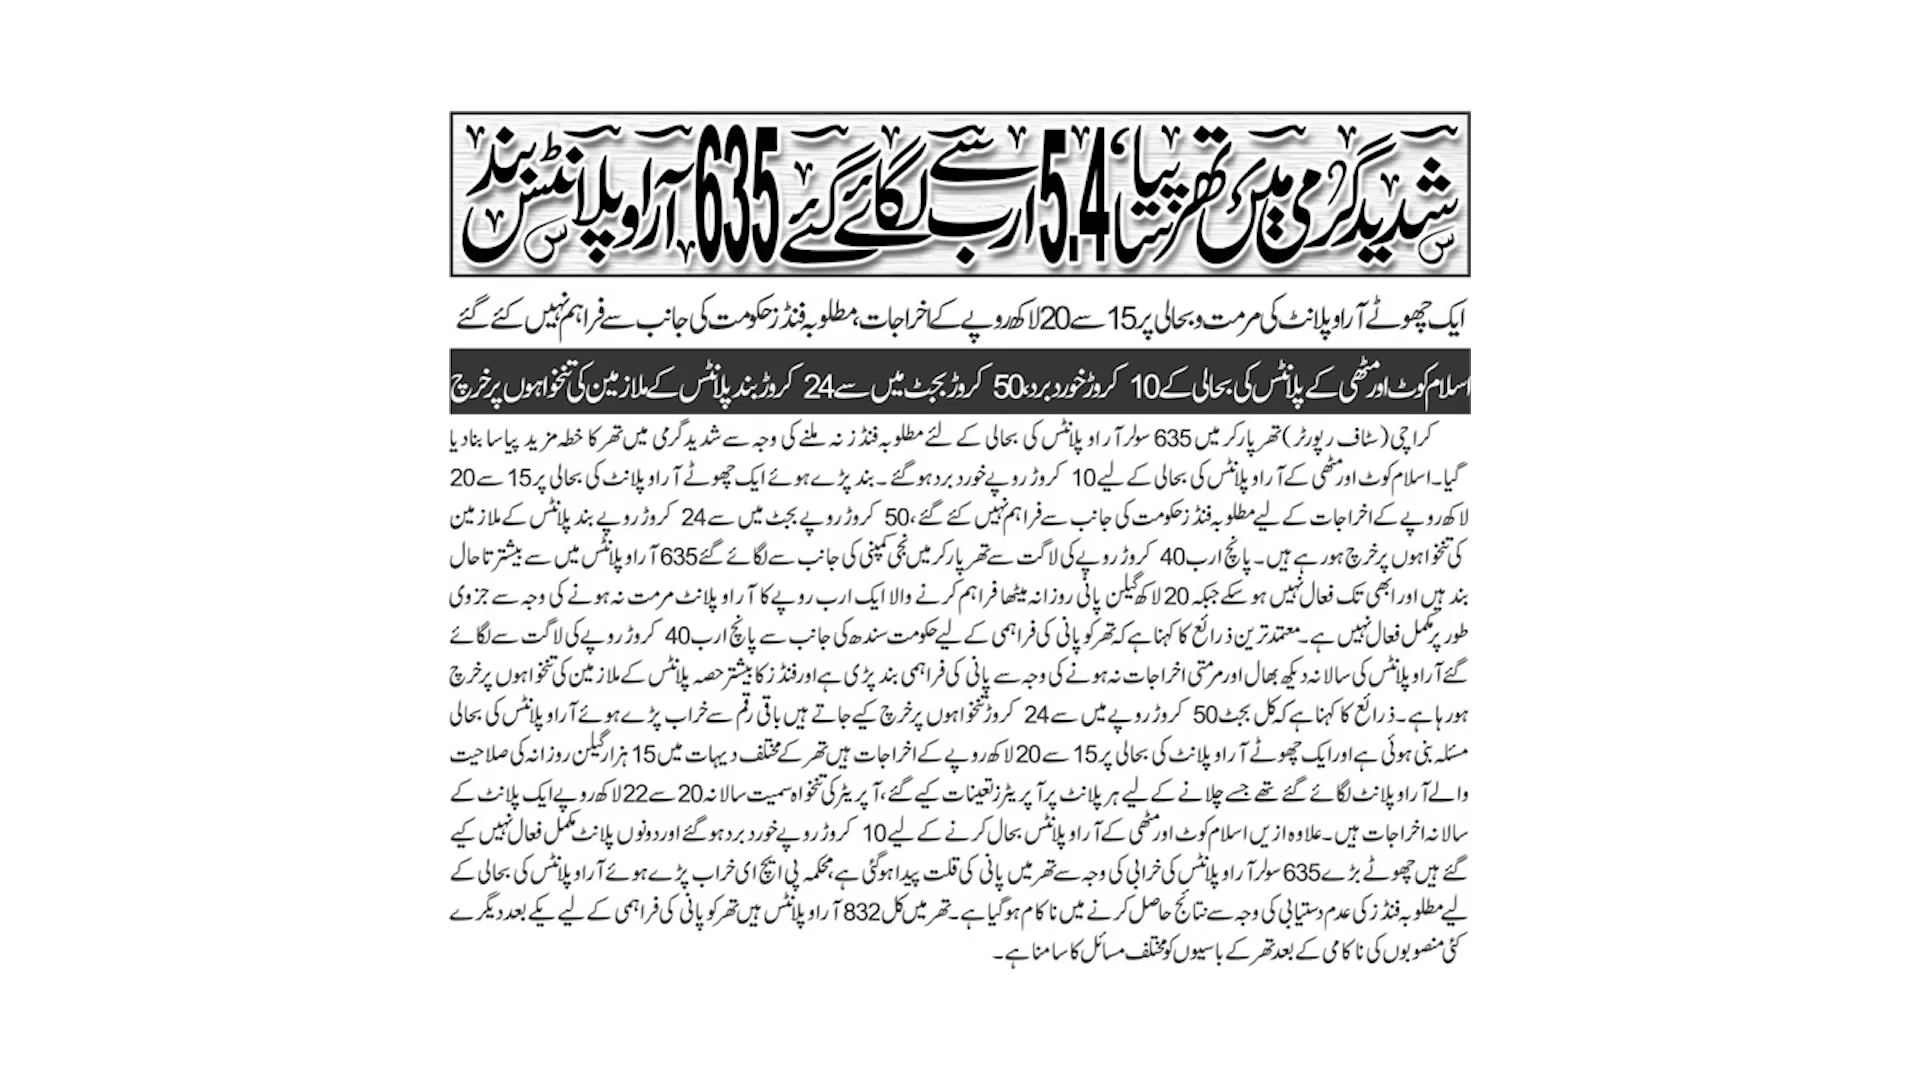 شدید گرمی میں تھر پیاسا، 5.4 ارب سے لگائے گئے 635 آر او پلانٹس بند
ایک چھوٹے آر او پلانٹ کی مرمت و بحالی پر 15 سے 20 لاکھ روپے کے اخراجات، مطلوبہ فنڈز حکومت کی جانب سے فراہم نہیں کئے گئے
اسلام کوٹ اور مٹھی کے پلانٹس کی بحالی کے 10 کروڑ خورد برد، 50 کروڑ بجٹ میں سے 24 کروڑ بند پلانٹس کے ملازمین کی تنخواہوں پر خرچ
کراچی (سٹاف رپورٹر) تھرپارکر میں 635 سولر آر او پلانٹس کی بحالی کے لئے مطلوبہ فنڈز نہ ملنے کی وجہ سے شدید گرمی میں تھر کا خطہ مزید پیاسا بنا دیا
گیا۔ اسلام کوٹ اور مٹھی کے آر او پلانٹس کی بحالی کے لیے 10 کروڑ روپے خورد برد ہو گئے۔ بند پڑے ہوئے ایک چھوٹے آر او پلانٹ کی بحالی پر 15 سے 20
لاکھ روپے کے اخراجات کے لیے مطلوبہ فنڈز حکومت کی جانب سے فراہم نہیں کئے گئے، 50 کروڑ روپے بجٹ میں سے 24 کروڑ روپے بند پلانٹس کے ملازمین
کی تنخواہوں پر خرچ ہو رہے ہیں۔ پانچ ارب 40 کروڑ روپے کی لاگت سے تھرپارکر میں نجی کمپنی کی جانب سے لگائے گئے 635 آر او پلانٹس میں سے بیشتر تا حال
بند ہیں اور ابھی تک فعال نہیں ہو سکے جبکہ 20 لاکھ گیلن پانی روزانہ میٹھا فراہم کرنے والا ایک ارب روپے کا آر او پلانٹ مرمت نہ ہونے کی وجہ سے جزوی
طور پر مکمل فعال نہیں ہے۔ معتمد ترین ذرائع کا کہنا ہے کہ تھر کو پانی کی فراہمی کے لیے حکومت سندھ کی جانب سے پانچ ارب 40 کروڑ روپے کی لاگت سے لگائے
گئے آر او پلانٹس کی سالانہ دیکھ بھال اور مرمتی اخراجات نہ ہونے کی وجہ سے پانی کی فراہمی بند پڑی ہے اور فنڈز کا بیشتر حصہ پلانٹس کے ملازمین کی تنخواہوں پر خرچ
ہو رہا ہے۔ ذرائع کا کہنا ہے کہ کل بجٹ 50 کروڑ روپے میں سے 24 کروڑ تنخواہوں پر خرچ کیے جاتے ہیں باقی رقم سے خراب پڑے ہوئے آر او پلانٹس کی بحالی
مسئلہ بنی ہوئی ہے اور ایک چھوٹے آر او پلانٹ کی بحالی پر 15 سے 20 لاکھ روپے کے اخراجات ہیں تھر کے مختلف دیہات میں 15 ہزار گیلن روزانہ کی صلاحیت
والے آر او پلانٹ لگائے گئے تھے جسے چلانے کے لیے ہر پلانٹ پر آپریٹرز تعینات کیے گئے، آپریٹر کی تنخواہ سمیت سالانہ 20 سے 22 لاکھ روپے ایک پلانٹ کے
سالانہ اخراجات ہیں۔ علاوہ ازیں اسلام کوٹ اور مٹھی کے آر او پلانٹس بحال کرنے کے لیے 10 کروڑ روپے خورد برد ہو گئے اور دونوں پلانٹ مکمل فعال نہیں کیے
گئے ہیں چھوٹے بڑے 635 سولر آر او پلانٹس کی خرابی کی وجہ سے تھر میں پانی کی قلت پیدا ہو گئی ہے، محکمہ پی ایچ ای خراب پڑے ہوئے آر او پلانٹس کی بحالی کے
لیے مطلوبہ فنڈز کی عدم دستیابی کی وجہ سے نتائج حاصل کرنے میں ناکام ہو گیا ہے۔ تھر میں کل 832 آر او پلانٹس ہیں تھر کو پانی کی فراہمی کے لیے یکے بعد دیگرے
کئی منصوبوں کی ناکامی کے بعد تھر کے باسیوں کو مختلف مسائل کا سامنا ہے۔